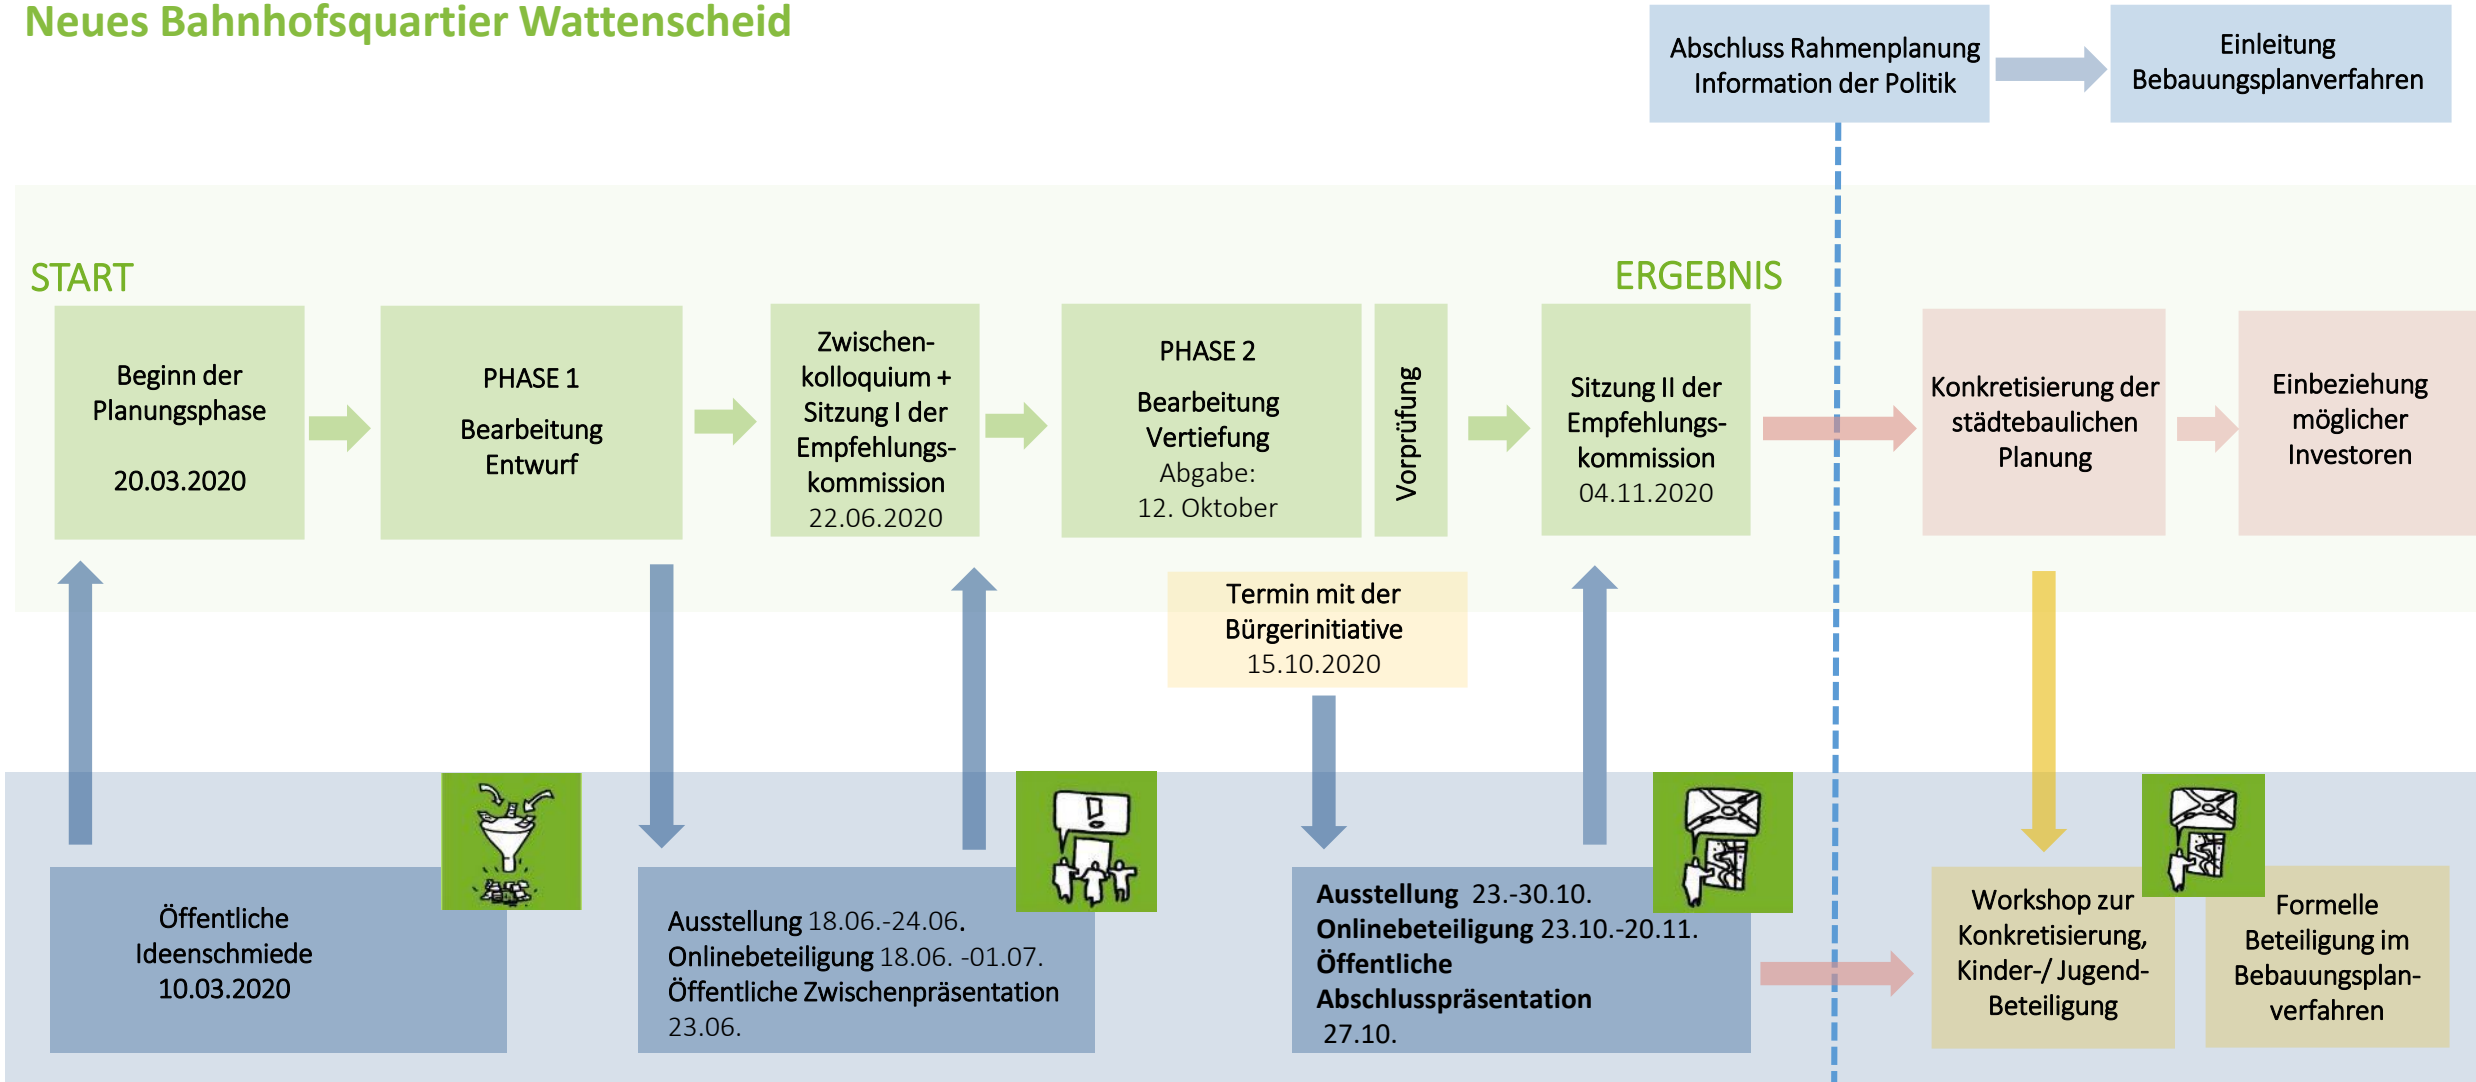 Neues Bahnhofsquartier Wattenscheid
Abschluss Rahmenplanung
Information der Politik
Einleitung
Bebauungsplanverfahren
START
ERGEBNIS
Beginn der
Planungsphase
20.03.2020
PHASE 1
Bearbeitung
Entwurf
Zwischen-
kolloquium +
Sitzung I der
Empfehlungs-
kommission
22.06.2020
PHASE 2
Bearbeitung
Vertiefung
Abgabe:
12. Oktober
Vorprüfung
Sitzung II der
Empfehlungs-
kommission
04.11.2020
Konkretisierung der
städtebaulichen
Planung
Einbeziehung
möglicher
Investoren
Termin mit der
Bürgerinitiative
15.10.2020
Öffentliche
Ideenschmiede
10.03.2020
Ausstellung 18.06.-24.06.
Onlinebeteiligung 18.06. -01.07.
Öffentliche Zwischenpräsentation
23.06.
Ausstellung 23.-30.10.
Onlinebeteiligung 23.10.-20.11.
Öffentliche
Abschlusspräsentation
27.10.
Workshop zur
Konkretisierung,
Kinder-/ Jugend-
Beteiligung
Formelle
Beteiligung im
Bebauungsplan-
verfahren